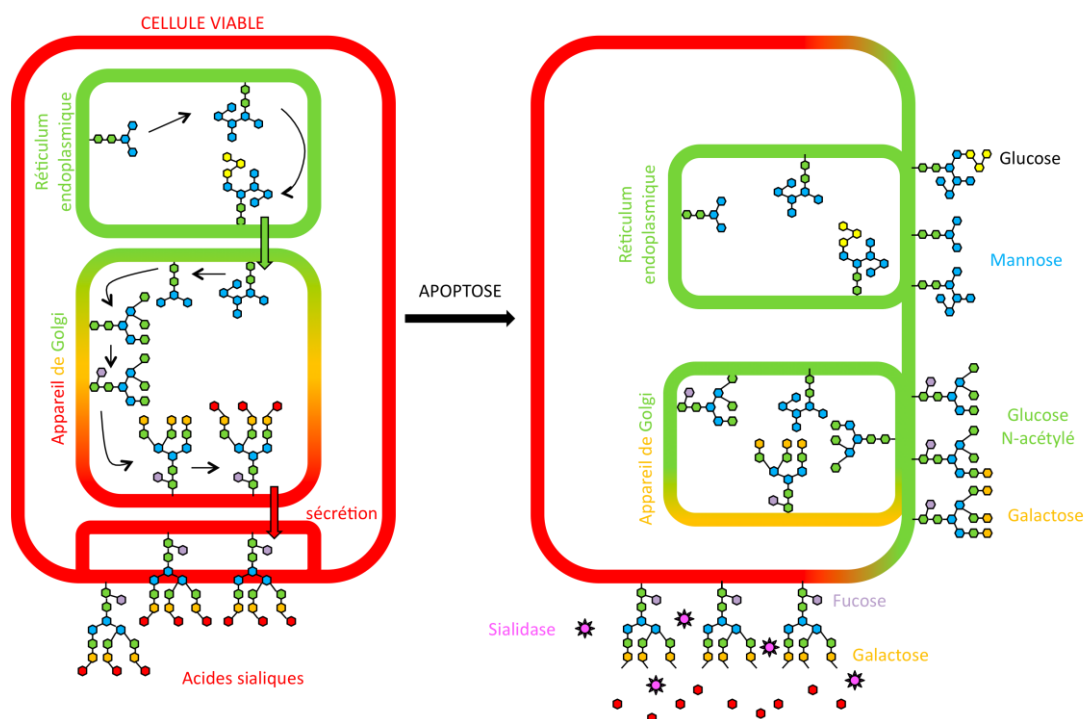 CELLULE VIABLE
Réticulum
endoplasmique
Appareil de Golgi
sécrétion
Acides sialiques
APOPTOSE
Réticulum
endoplasmique
Appareil de Golgi
Glucose
Mannose
Glucose
N-acétylé
Galactose
Fucose
Sialidase
Galactose